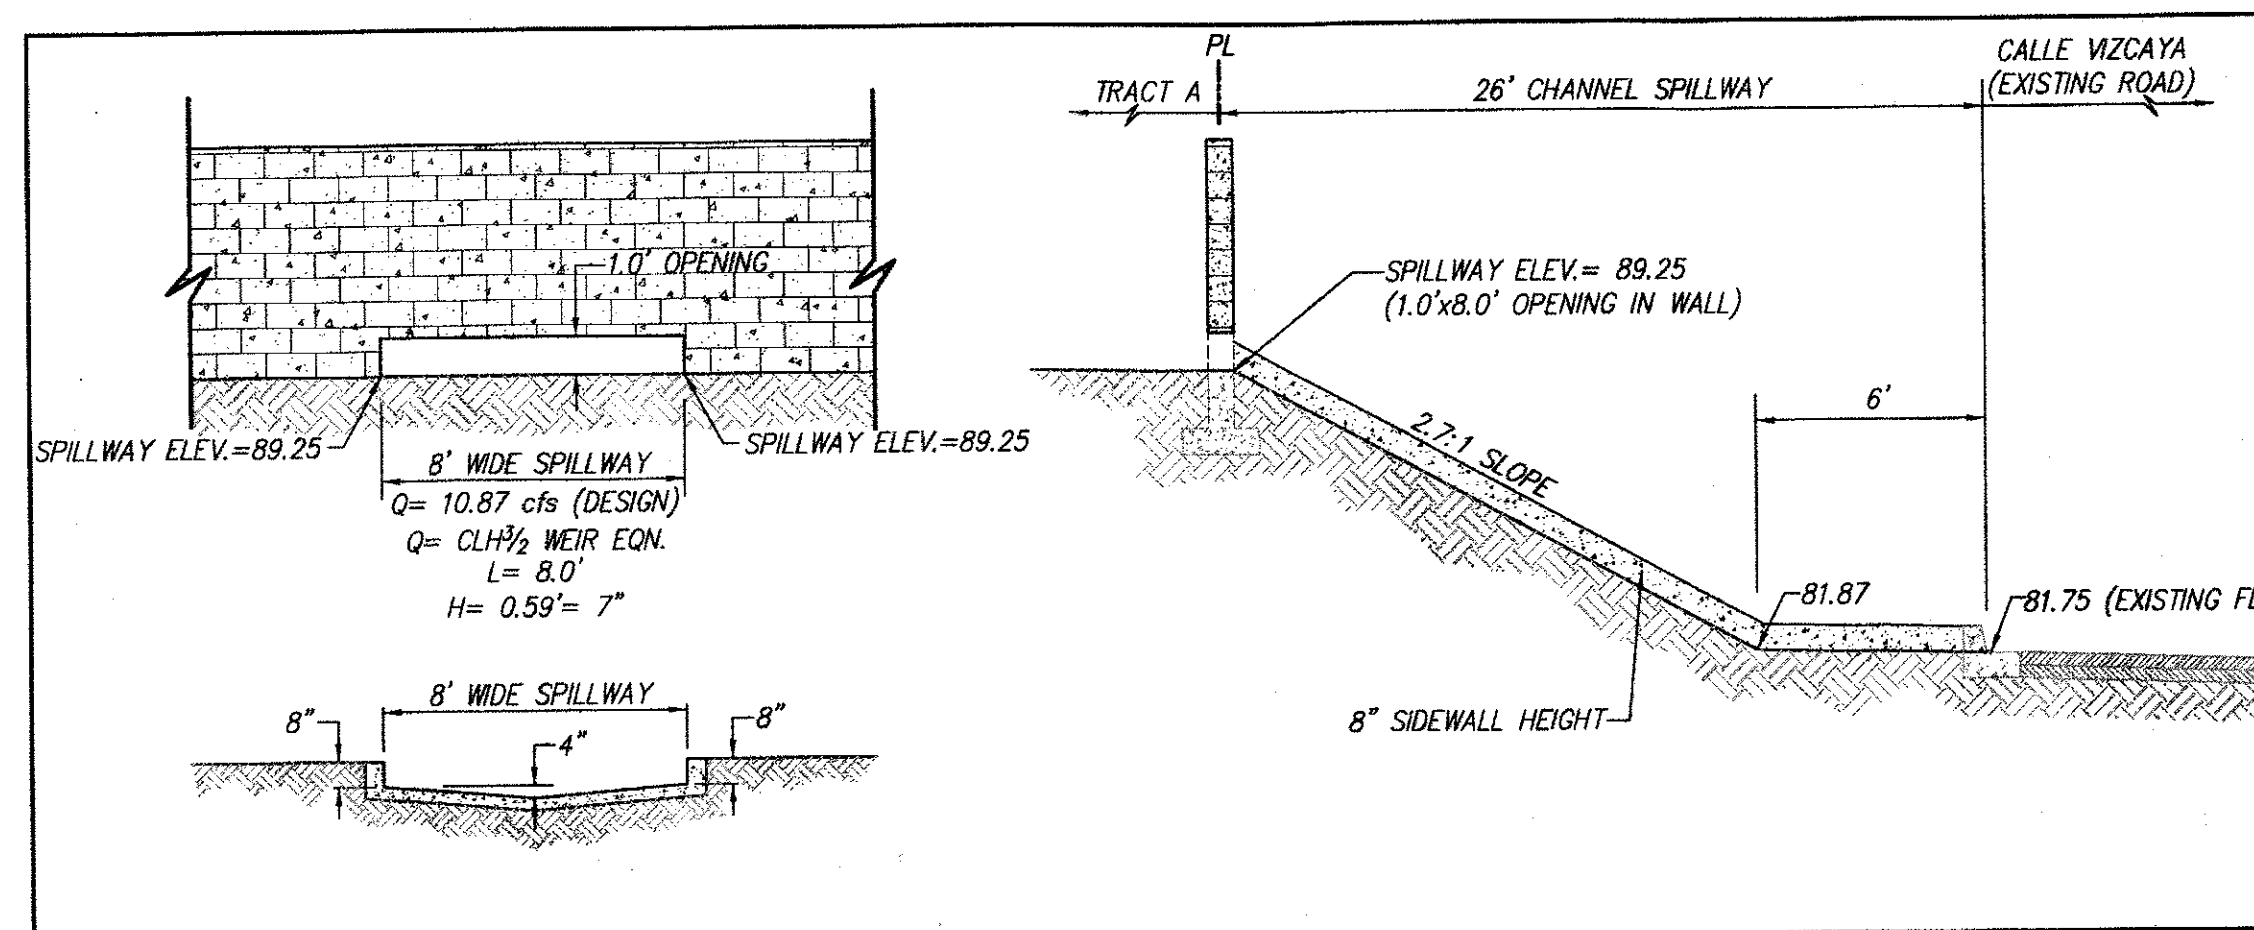 1.0' OPENING
SPILLWAY ELEV.=89.25
SPILLWAY ELEV.=89.25
8' WIDE SPILLWAY
Q= 10.87 cfs (DESIGN)
Q= CLH³⁄₂ WEIR EQN.
L= 8.0'
H= 0.59'= 7"
8' WIDE SPILLWAY
8"
4"
8"
PL
TRACT A
26' CHANNEL SPILLWAY
CALLE VIZCAYA
(EXISTING ROAD)
SPILLWAY ELEV.= 89.25
(1.0'x8.0' OPENING IN WALL)
2.7:1 SLOPE
6'
81.87
81.75 (EXISTING
8" SIDEWALL HEIGHT